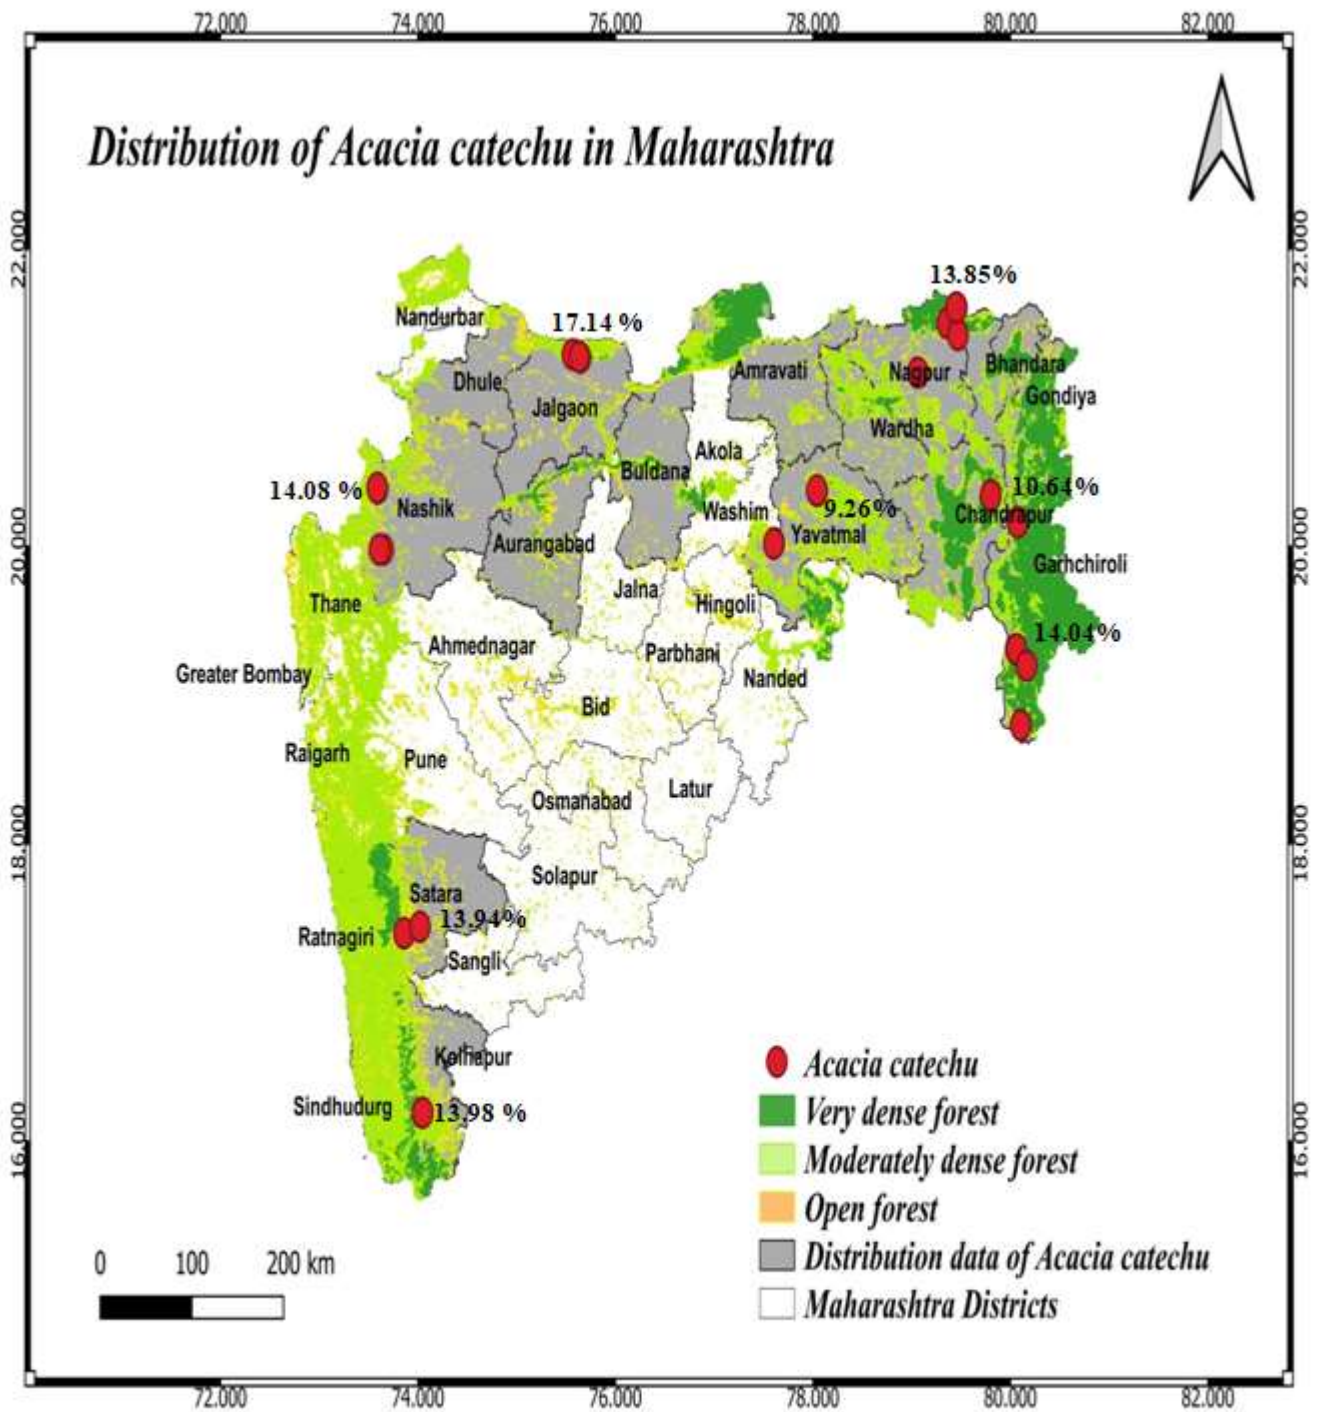 72.000 74.000 76.000 78.000 80.000 82.000
Distribution of Acacia catechu in Maharashtra
22.000
22.000
13.85%
Nandurbar
17.14 %
Dhule
Jalgaon
Amravati
Nagpur
Bhandara
Gondiya
Wardha
Akola
Buldana
14.08 %
Nashik
Washim
9.26%
Yavatmal
10.64%
Chandrapur
20.000
20.000
Aurangabad
Garhchiroli
Jalna
Hingoli
Thane
14.04%
Ahmednagar
Parbhani
Greater Bombay
Nanded
Bid
Raigarh
Pune
Latur
Osmanabad
18.000
18.000
Solapur
Satara
13.94%
Ratnagiri
Sangli
Kolhapur
Sindhudurg
13.98 %
16.000
16.000
Acacia catechu
Very dense forest
Moderately dense forest
Open forest
Distribution data of Acacia catechu
Maharashtra Districts
0 100 200 km
72.000 74.000 76.000 78.000 80.000 82.000